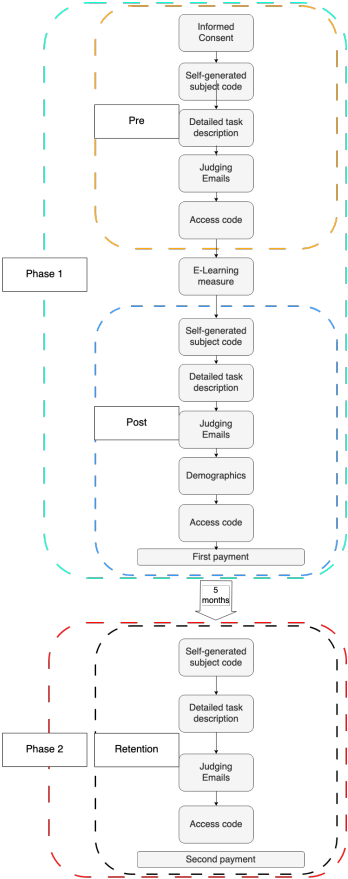 Informed
Consent
Self-generated
subject code
Pre
Detailed task
description
Judging
Emails
Access code
Phase 1
E-Learning
measure
Self-generated
subject code
Detailed task
description
Post
Judging
Emails
Demographics
Access code
First payment
5
months
Self-generated
subject code
Detailed task
description
Phase 2
Retention
Judging
Emails
Access code
Second payment